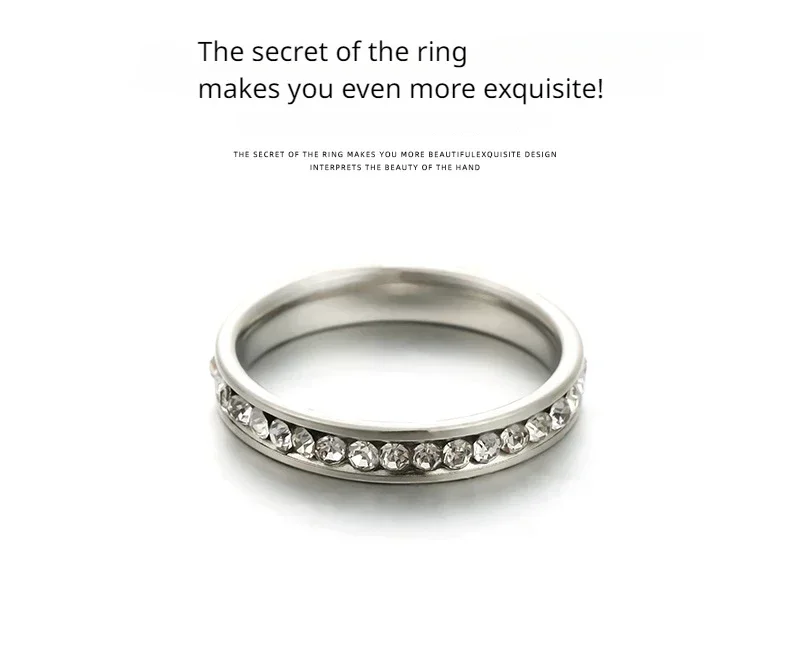 The secret of the ring
makes you even more exquisite!
THE SECRET OF THE RING MAKES YOU MORE BEAUTIFULEXQUISITE DESIGN
INTERPRETS THE BEAUTY OF THE HAND